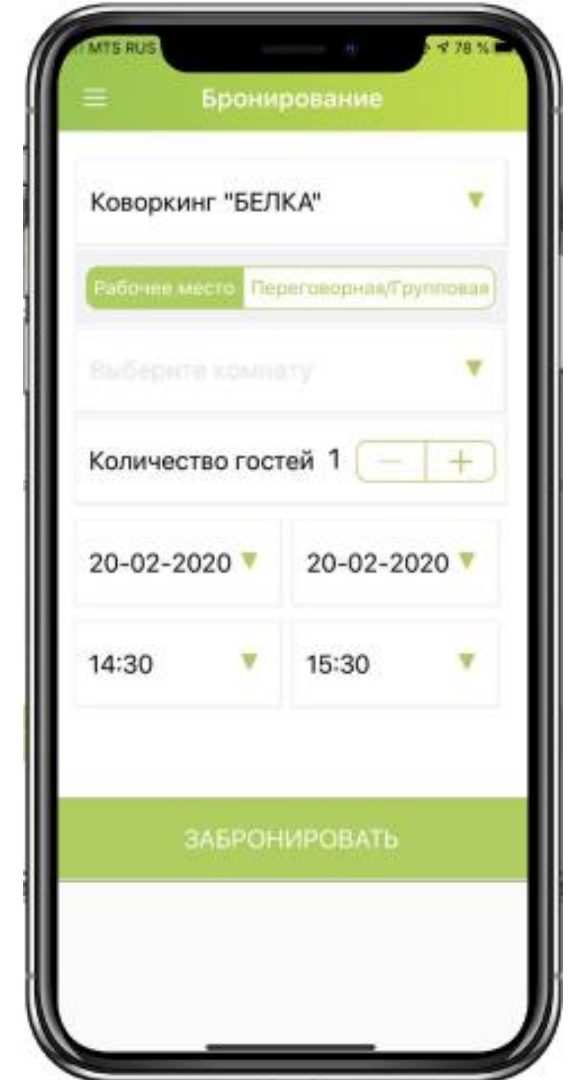 MTS RUS 78 %
Бронирование
Коворкинг "БЕЛКА"
Рабочее место Переговорная/Групповая
Выберите комнату
Количество гостей 1 − +
20-02-2020 20-02-2020
14:30 15:30
ЗАБРОНИРОВАТЬ